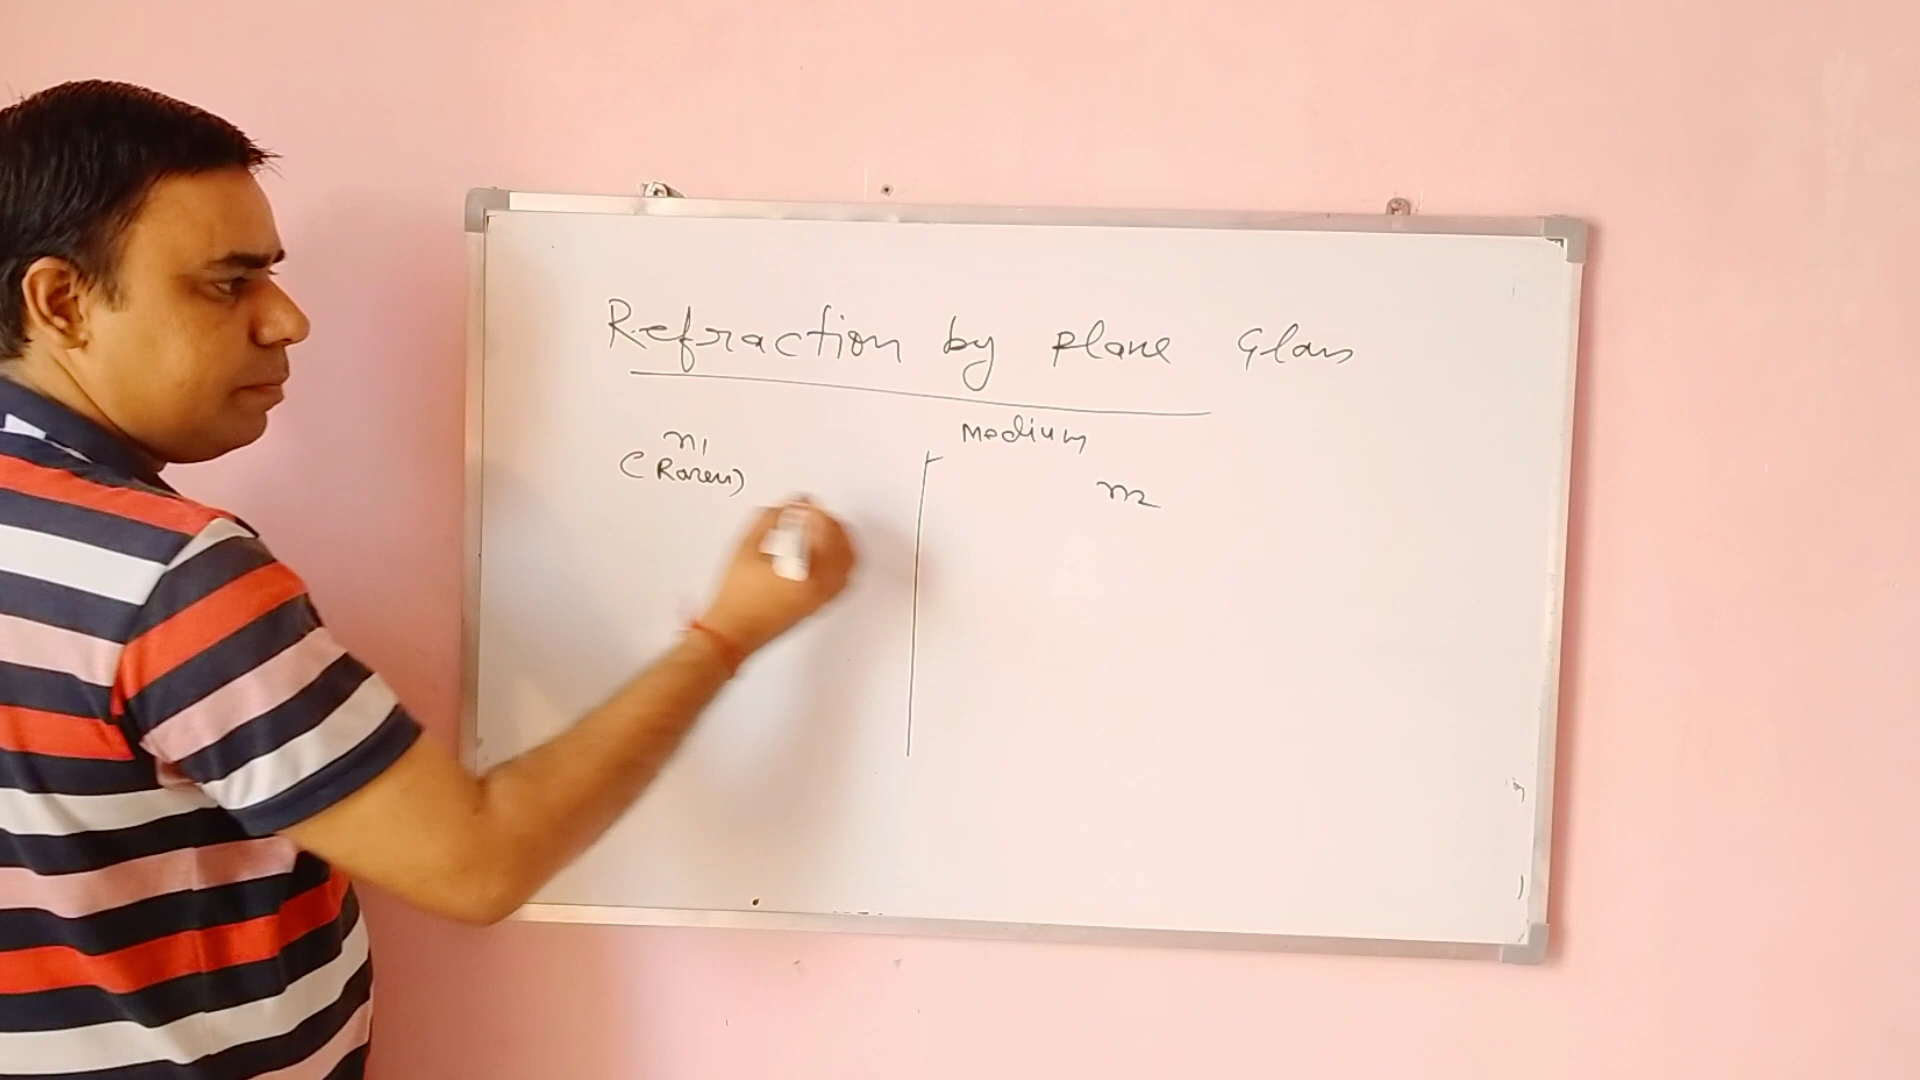 Refraction by Plane Glass
Medium
n1
(Rarer)
n2